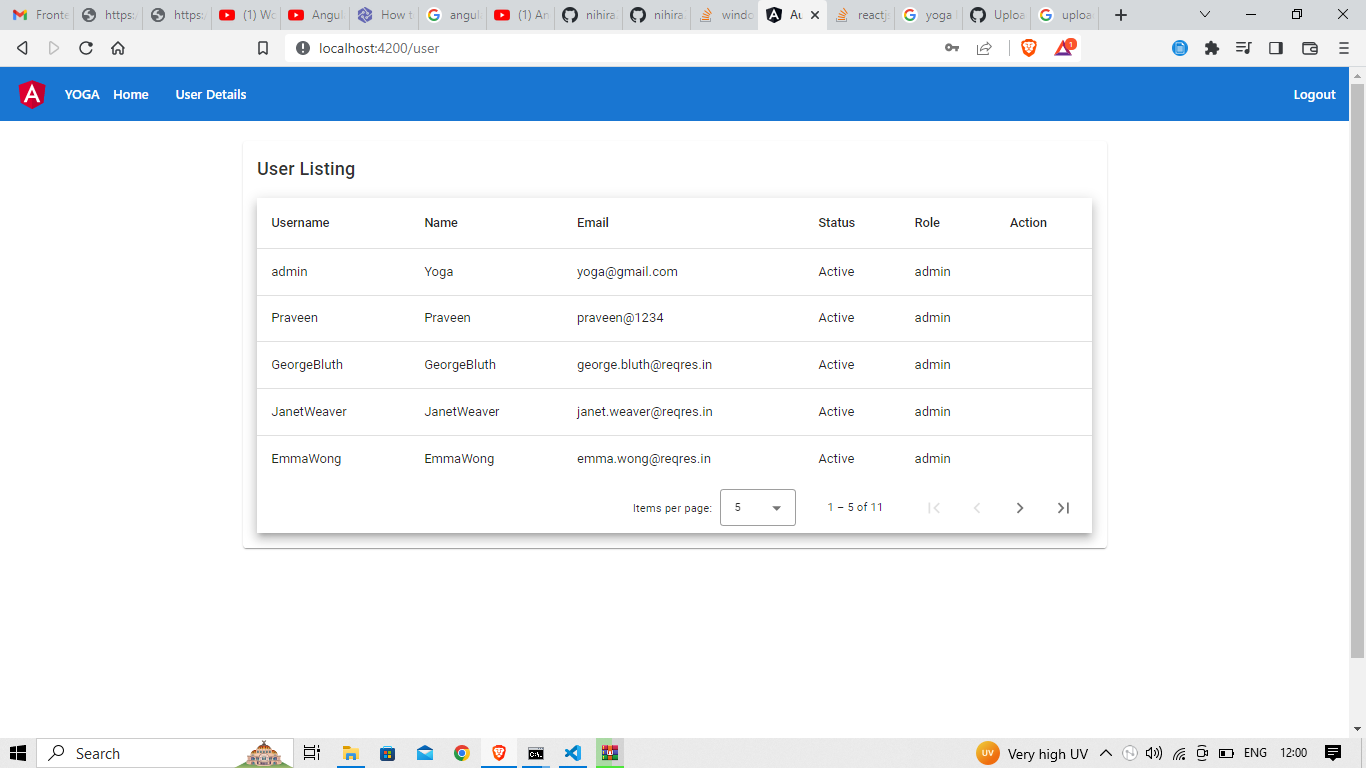 Fronte https: https: (1) Wo Angul How t angula (1) An nihira nihira windo Au reactjs yoga Uploa uploa
localhost:4200/user 1
YOGA Home User Details Logout
User Listing
Username Name Email Status Role Action
admin Yoga yoga@gmail.com Active admin
Praveen Praveen praveen@1234 Active admin
GeorgeBluth GeorgeBluth george.bluth@reqres.in Active admin
JanetWeaver JanetWeaver janet.weaver@reqres.in Active admin
EmmaWong EmmaWong emma.wong@reqres.in Active admin
Items per page: 5 1 – 5 of 11
Search UV Very high UV ENG 12:00